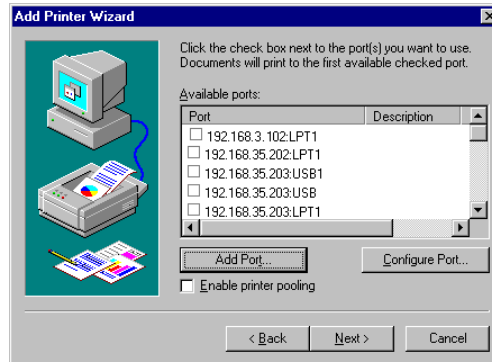 Add Printer Wizard
Click the check box next to the port(s) you want to use.
Documents will print to the first available checked port.
Available ports:
Port Description
192.168.3.102:LPT1
192.168.35.202:LPT1
192.168.35.203:USB1
192.168.35.203:USB
192.168.35.203:LPT1
Add Port... Configure Port...
Enable printer pooling
< Back Next > Cancel